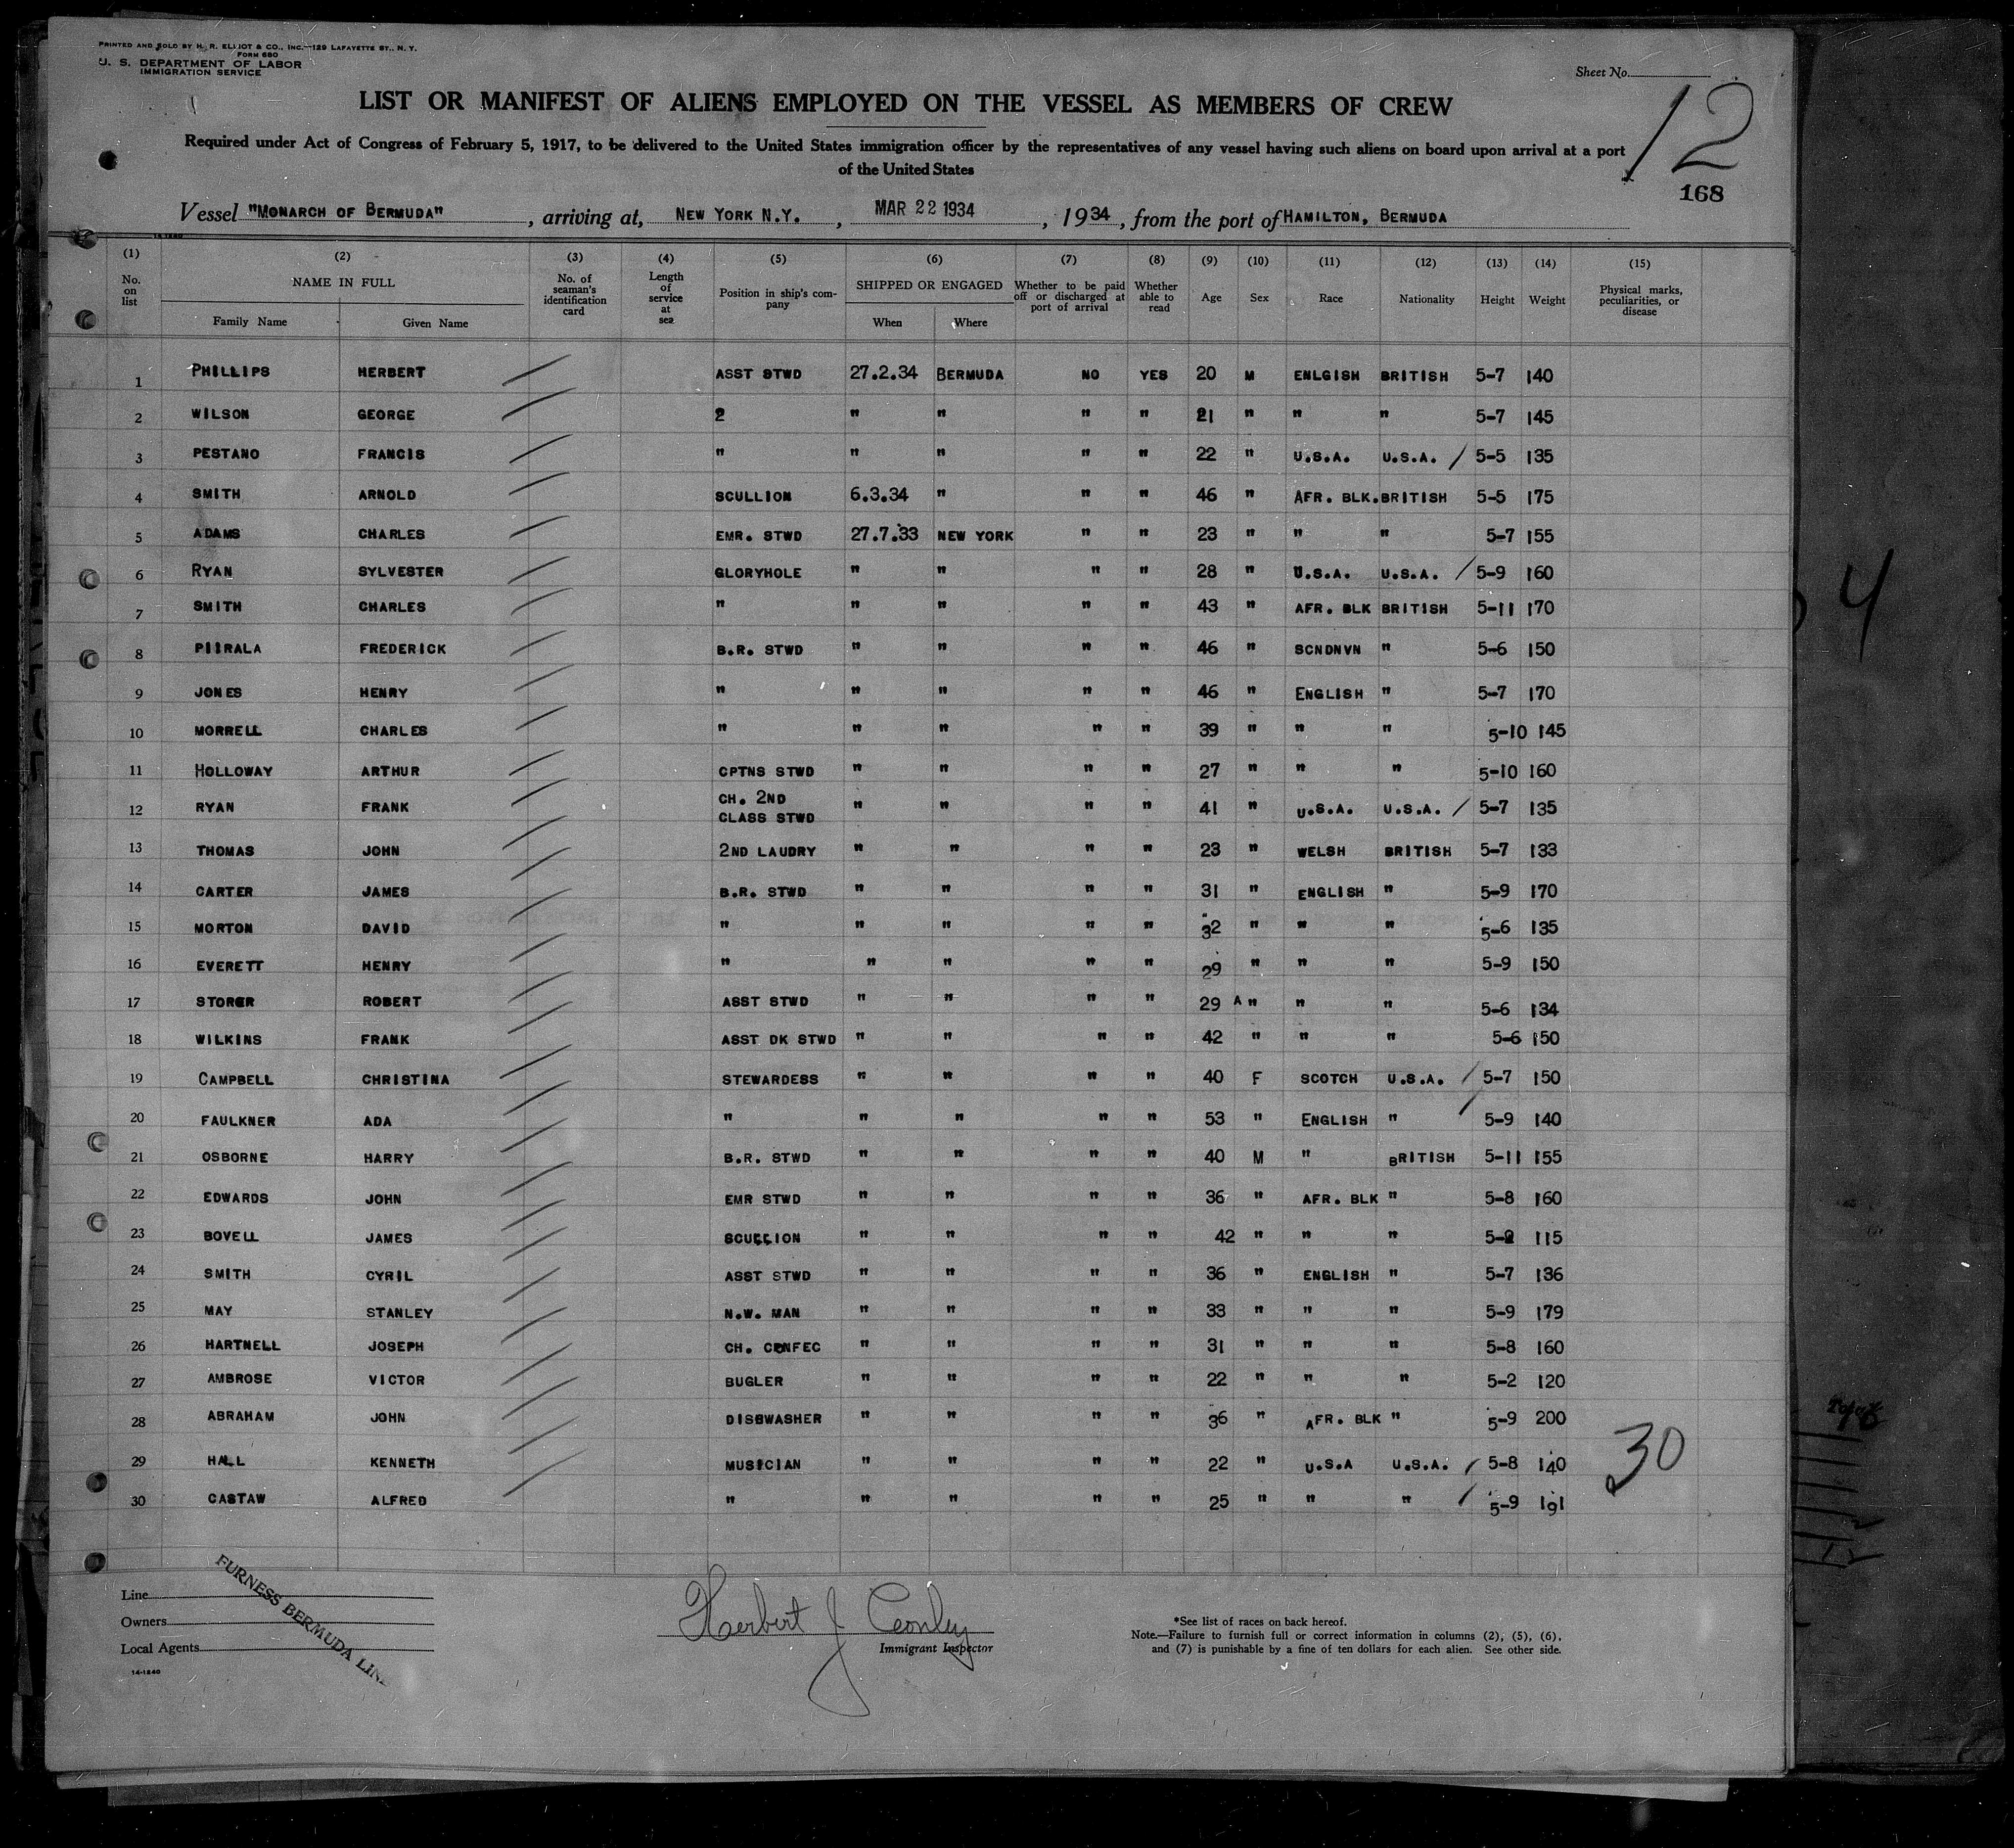 PRINTED AND SOLD BY H. R. ELLIOT & CO., INC.—129 LAFAYETTE ST., N. Y.
FORM 680
U. S. DEPARTMENT OF LABOR
IMMIGRATION SERVICE
Sheet No.
12
LIST OR MANIFEST OF ALIENS EMPLOYED ON THE VESSEL AS MEMBERS OF CREW
Required under Act of Congress of February 5, 1917, to be delivered to the United States immigration officer by the representatives of any vessel having such aliens on board upon arrival at a port
of the United States
168
Vessel "MONARCH OF BERMUDA", arriving at, NEW YORK N.Y., MAR 22 1934, 1934, from the port of HAMILTON, BERMUDA
14-1240
(1) (2) (3) (4) (5) (6) (7) (8) (9) (10) (11) (12) (13) (14) (15)
No. on list NAME IN FULL Family Name Given Name No. of seaman's identification card Length of service at sea Position in ship's company SHIPPED OR ENGAGED When Where Whether to be paid off or discharged at port of arrival Whether able to read Age Sex Race Nationality Height Weight Physical marks, peculiarities, or disease
1 PHILLIPS HERBERT ASST STWD 27.2.34 BERMUDA NO YES 20 M ENLGISH BRITISH 5-7 140
2 WILSON GEORGE 2 " " " " 21 " " " 5-7 145
3 PESTANO FRANCIS " " " " " 22 " U.S.A. U.S.A. / 5-5 135
4 SMITH ARNOLD SCULLION 6.3.34 " " " 46 " AFR. BLK. BRITISH 5-5 175
5 ADAMS CHARLES EMR. STWD 27.7.33 NEW YORK " " 23 " " " 5-7 155
6 RYAN SYLVESTER GLORYHOLE " " " " 28 " U.S.A. U.S.A. / 5-9 160
7 SMITH CHARLES " " " " " 43 " AFR. BLK BRITISH 5-11 170
8 PIIRALA FREDERICK B.R. STWD " " " " 46 " SCNDNVN " 5-6 150
9 JONES HENRY " " " " " 46 " ENGLISH " 5-7 170
10 MORRELL CHARLES " " " " " 39 " " " 5-10 145
11 HOLLOWAY ARTHUR CPTNS STWD " " " " 27 " " " 5-10 160
12 RYAN FRANK CH. 2ND CLASS STWD " " " " 41 " U.S.A. U.S.A. / 5-7 135
13 THOMAS JOHN 2ND LAUDRY " " " " 23 " WELSH BRITISH 5-7 133
14 CARTER JAMES B.R. STWD " " " " 31 " ENGLISH " 5-9 170
15 MORTON DAVID " " " " " 32 " " " 5-6 135
16 EVERETT HENRY " " " " " 29 " " " 5-9 150
17 STORER ROBERT ASST STWD " " " " 29 A " " " 5-6 134
18 WILKINS FRANK ASST DK STWD " " " " 42 " " " 5-6 150
19 CAMPBELL CHRISTINA STEWARDESS " " " " 40 F SCOTCH U.S.A. / 5-7 150
20 FAULKNER ADA " " " " " 53 " ENGLISH " / 5-9 140
21 OSBORNE HARRY B.R. STWD " " " " 40 M " BRITISH 5-11 155
22 EDWARDS JOHN EMR STWD " " " " 36 " AFR. BLK " 5-8 160
23 BOVELL JAMES SCULLION " " " " 42 " " " 5-2 115
24 SMITH CYRIL ASST STWD " " " " 36 " ENGLISH " 5-7 136
25 MAY STANLEY N.W. MAN " " " " 33 " " " 5-9 179
26 HARTNELL JOSEPH CH. CONFEC " " " " 31 " " " 5-8 160
27 AMBROSE VICTOR BUGLER " " " " 22 " " " 5-2 120
28 ABRAHAM JOHN DISBWASHER " " " " 36 " AFR. BLK " 5-9 200
29 HALL KENNETH MUSICIAN " " " " 22 " U.S.A U.S.A. / 5-8 140
30 CASTAW ALFRED " " " " " 25 " " " / 5-9 191
30
4
Line
Owners
Local Agents
FURNESS BERMUDA LINE
14-1240
Herbert J
Immigrant Inspector
*See list of races on back hereof.
Note.—Failure to furnish full or correct information in columns (2), (5), (6),
and (7) is punishable by a fine of ten dollars for each alien. See other side.